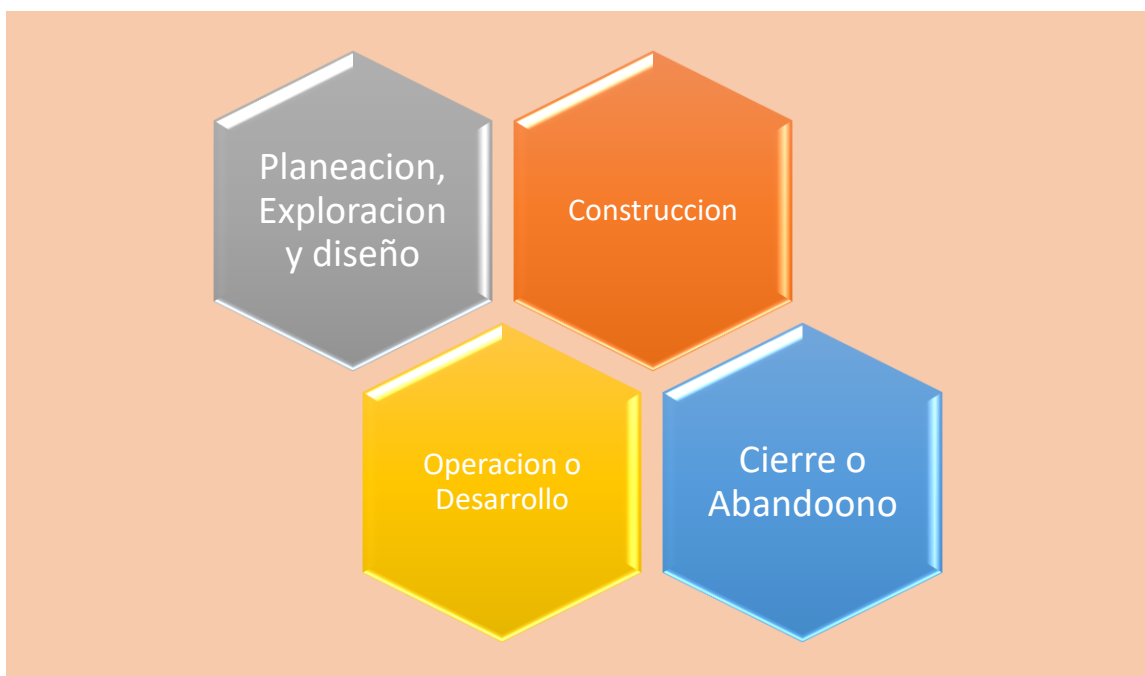 Planeacion,
Exploracion
y diseño
Construccion
Operacion o
Desarrollo
Cierre o
Abandoono